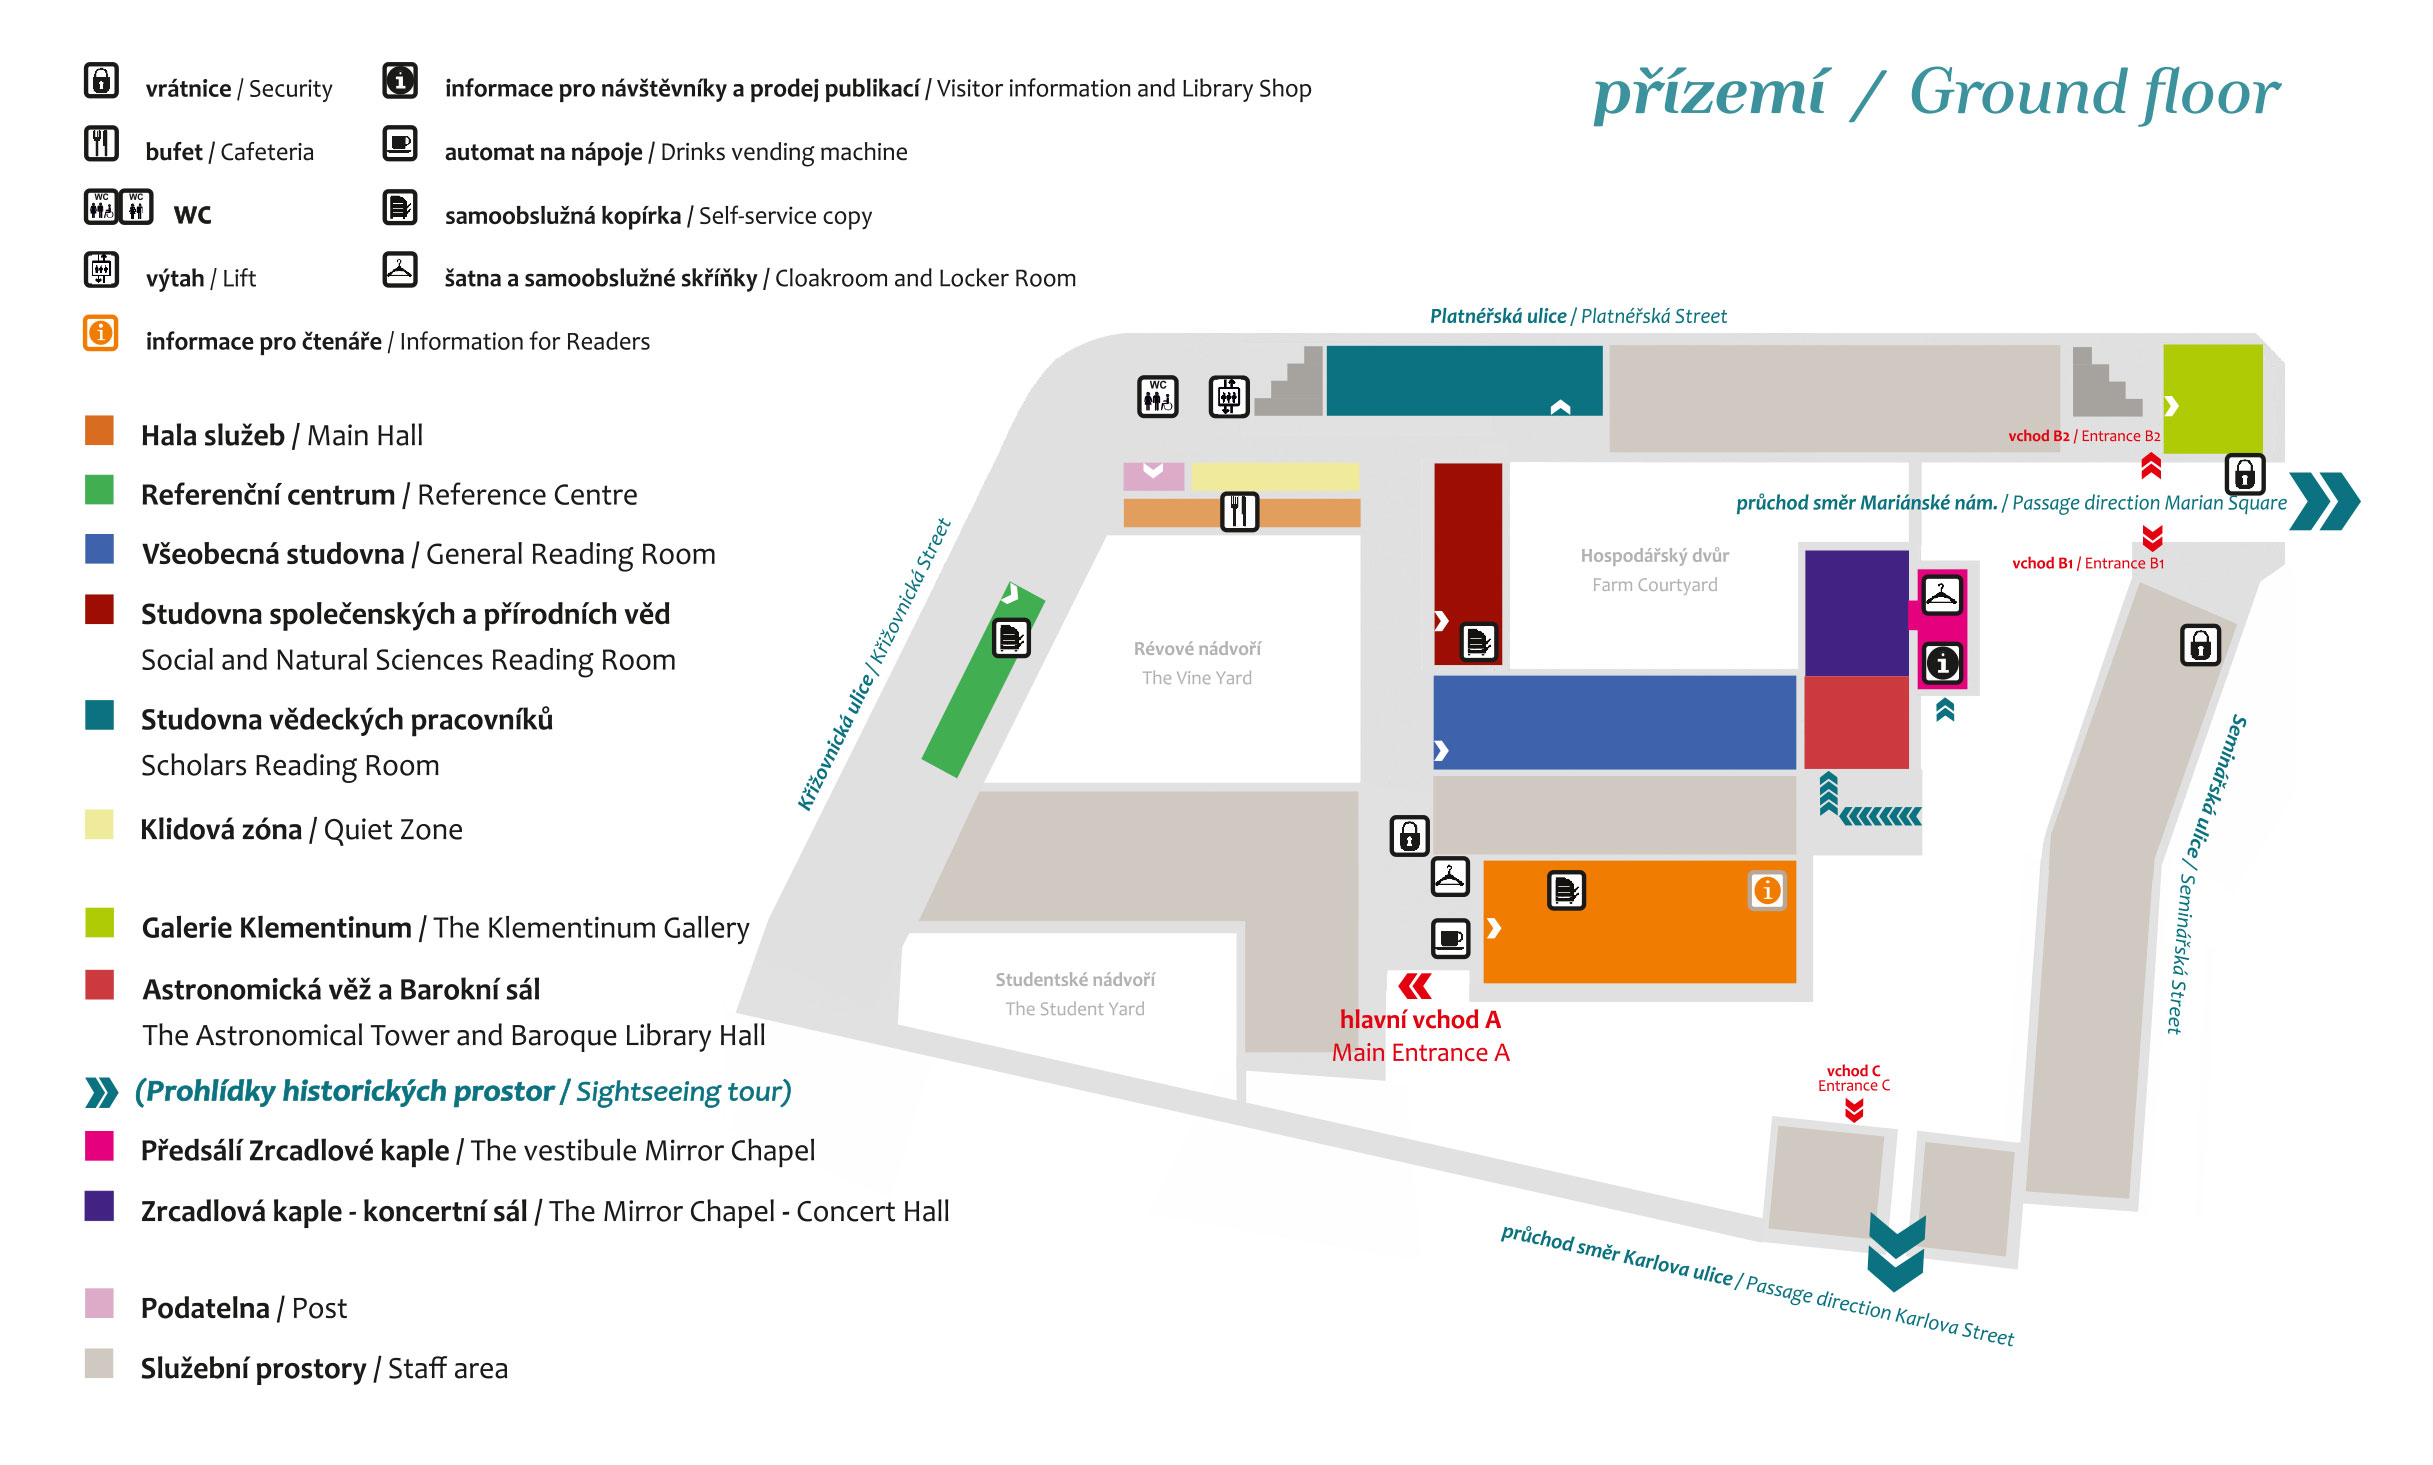 přízemí / Ground floor
vrátnice / Security
informace pro návštěvníky a prodej publikací / Visitor information and Library Shop
bufet / Cafeteria
automat na nápoje / Drinks vending machine
WC WC WC
samoobslužná kopírka / Self-service copy
výtah / Lift
šatna a samoobslužné skříňky / Cloakroom and Locker Room
informace pro čtenáře / Information for Readers
Hala služeb / Main Hall
Referenční centrum / Reference Centre
Všeobecná studovna / General Reading Room
Studovna společenských a přírodních věd
Social and Natural Sciences Reading Room
Studovna vědeckých pracovníků
Scholars Reading Room
Klidová zóna / Quiet Zone
Galerie Klementinum / The Klementinum Gallery
Astronomická věž a Barokní sál
The Astronomical Tower and Baroque Library Hall
(Prohlídky historických prostor / Sightseeing tour)
Předsálí Zrcadlové kaple / The vestibule Mirror Chapel
Zrcadlová kaple - koncertní sál / The Mirror Chapel - Concert Hall
Podatelna / Post
Služební prostory / Staff area
Platnéřská ulice / Platnéřská Street
WC
vchod B2 / Entrance B2
průchod směr Mariánské nám. / Passage direction Marian Square
vchod B1 / Entrance B1
Hospodářský dvůr
Farm Courtyard
Křižovnická ulice / Křižovnická Street
Révové nádvoří
The Vine Yard
Seminářská ulice / Seminářská Street
Studentské nádvoří
The Student Yard
hlavní vchod A
Main Entrance A
vchod C
Entrance C
průchod směr Karlova ulice / Passage direction Karlova Street